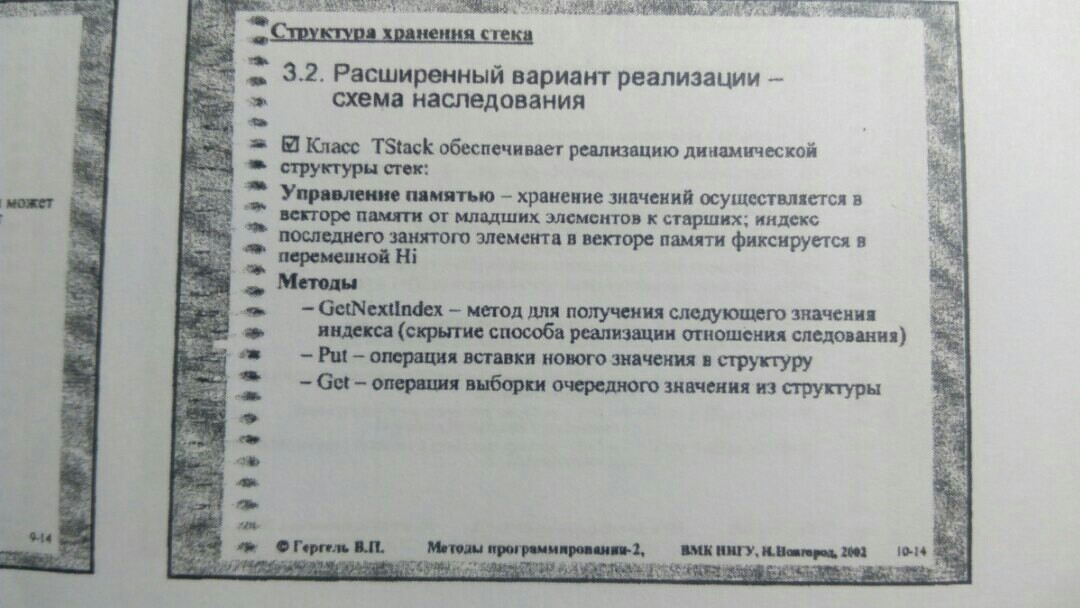 Структура хранения стека
3.2. Расширенный вариант реализации –
схема наследования
☑ Класс TStack обеспечивает реализацию динамической
структуры стек:
Управление памятью – хранение значений осуществляется в
векторе памяти от младших элементов к старших; индекс
последнего занятого элемента в векторе памяти фиксируется в
переменной Hi
Методы
– GetNextIndex – метод для получения следующего значения
индекса (скрытие способа реализации отношения следования)
– Put – операция вставки нового значения в структуру
– Get – операция выборки очередного значения из структуры
© Гергель В.П. Методы программирования-2, ВМК ННГУ, Н.Новгород, 2002 10-14
может
9-14